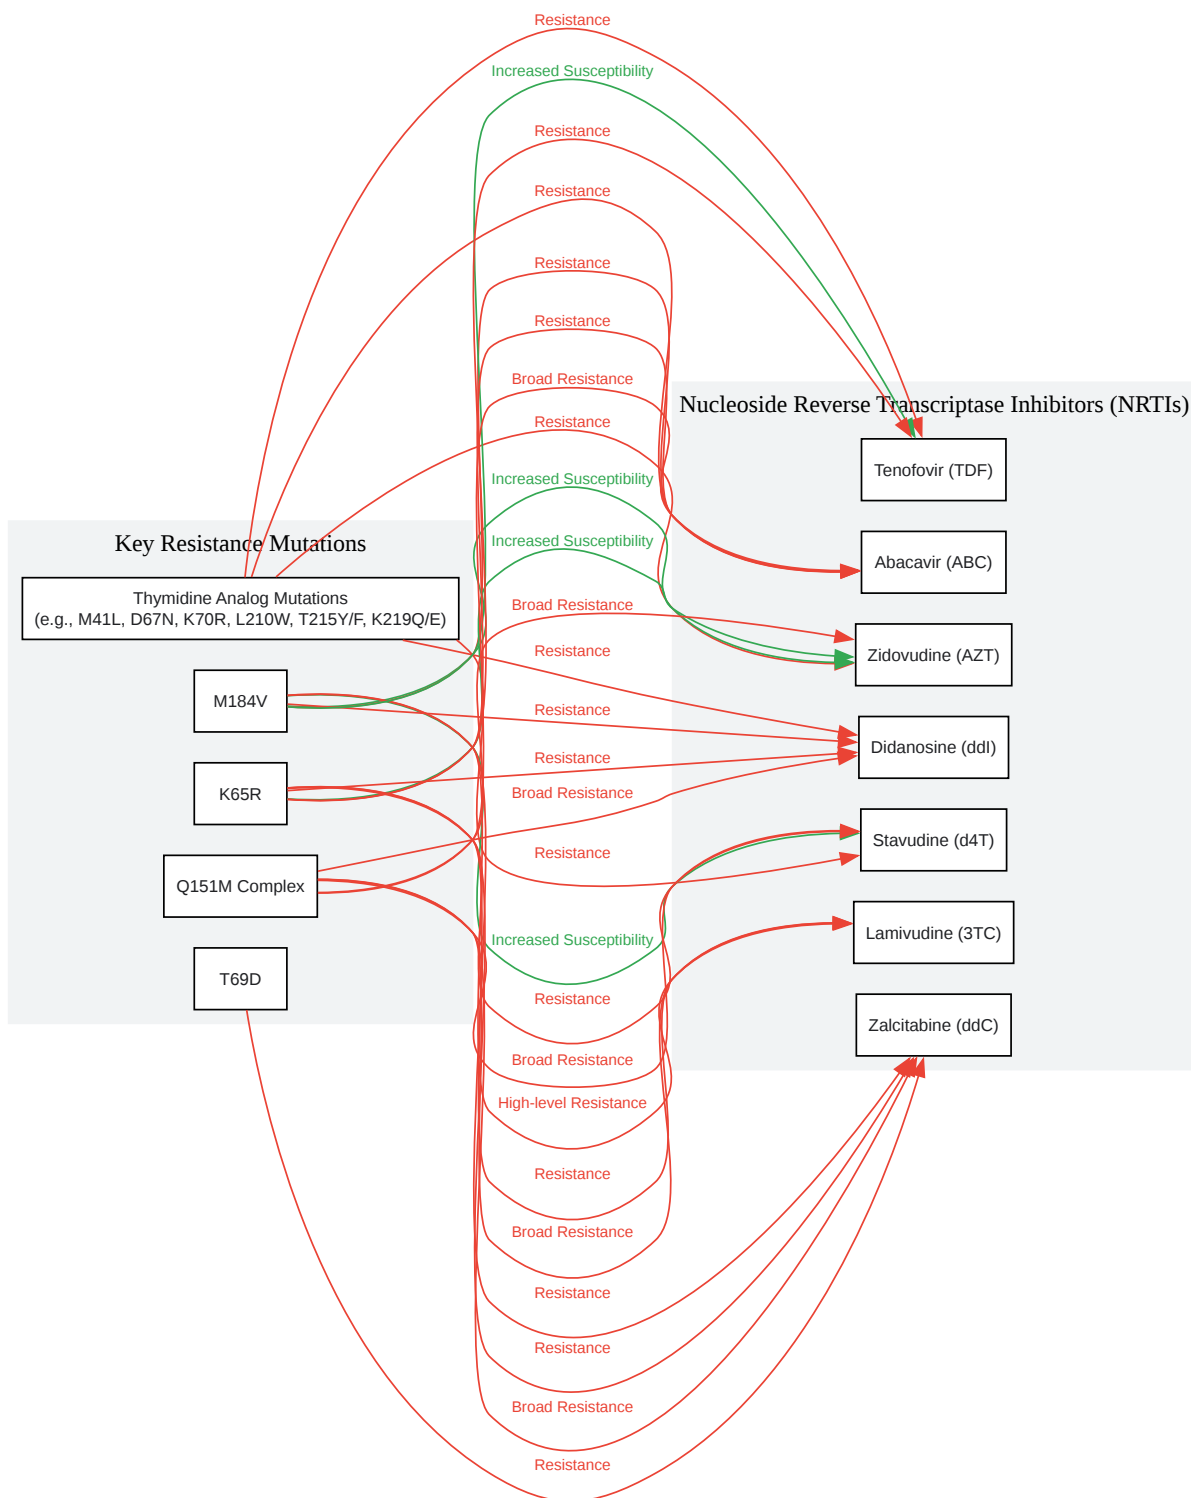 Resistance
Increased Susceptibility
Resistance
Resistance
Resistance
Resistance
Broad Resistance
Resistance
Increased Susceptibility
Increased Susceptibility
Broad Resistance
Resistance
Resistance
Resistance
Broad Resistance
Resistance
Increased Susceptibility
Resistance
Broad Resistance
High-level Resistance
Resistance
Broad Resistance
Resistance
Resistance
Broad Resistance
Resistance
Key Resistance Mutations
Thymidine Analog Mutations
(e.g., M41L, D67N, K70R, L210W, T215Y/F, K219Q/E)
M184V
K65R
Q151M Complex
T69D
Nucleoside Reverse Transcriptase Inhibitors (NRTIs)
Tenofovir (TDF)
Abacavir (ABC)
Zidovudine (AZT)
Didanosine (ddI)
Stavudine (d4T)
Lamivudine (3TC)
Zalcitabine (ddC)